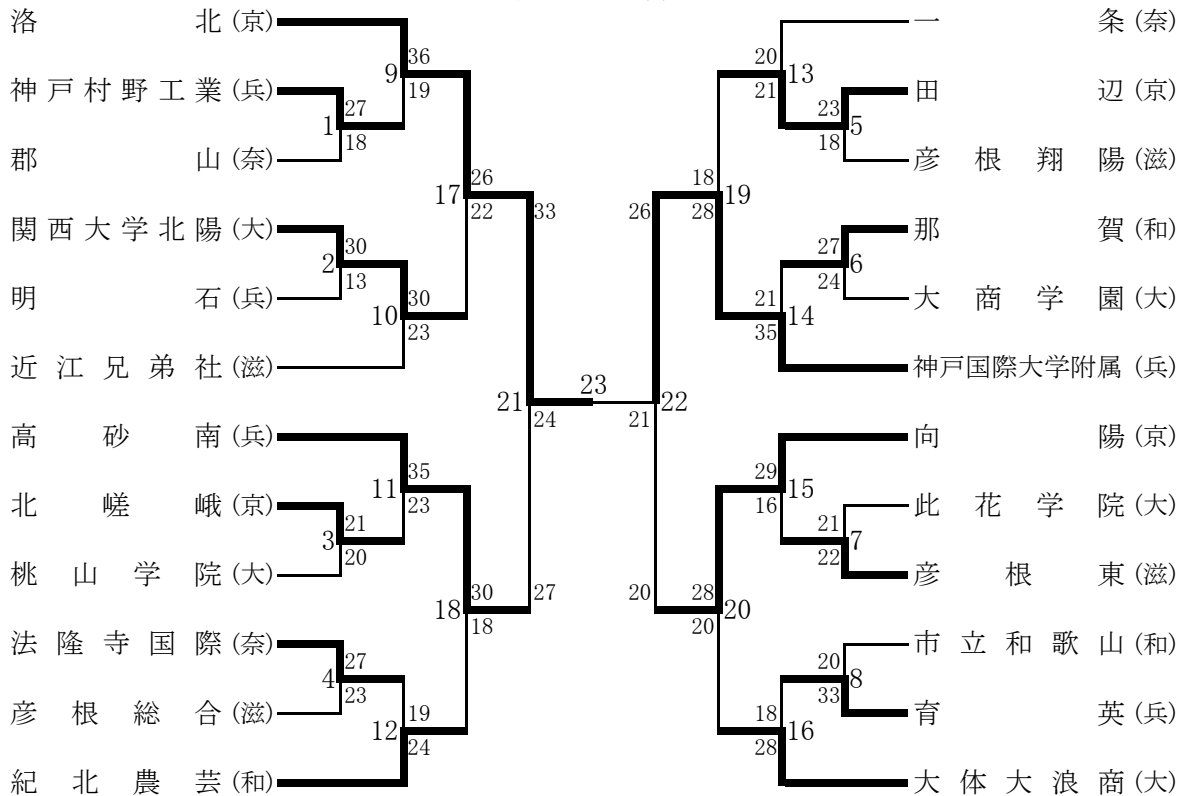 洛北(京)
神戸村野工業(兵)
郡山(奈)
関西大学北陽(大)
明石(兵)
近江兄弟社(滋)
高砂南(兵)
北嵯峨(京)
桃山学院(大)
法隆寺国際(奈)
彦根総合(滋)
紀北農芸(和)
1 27 18
2 30 13
3 21 20
4 27 23
9 36 19
10 30 23
11 35 23
12 19 24
17 26 22
18 30 18
21 33 24 27
23
22 26 21 20
19 18 28
20 28 20
13 20 21
14 21 35
15 29 16
16 18 28
5 23 18
6 27 24
7 21 22
8 20 33
一条(奈)
田辺(京)
彦根翔陽(滋)
那賀(和)
大商学園(大)
神戸国際大学附属(兵)
向陽(京)
此花学院(大)
彦根東(滋)
市立和歌山(和)
育英(兵)
大体大浪商(大)